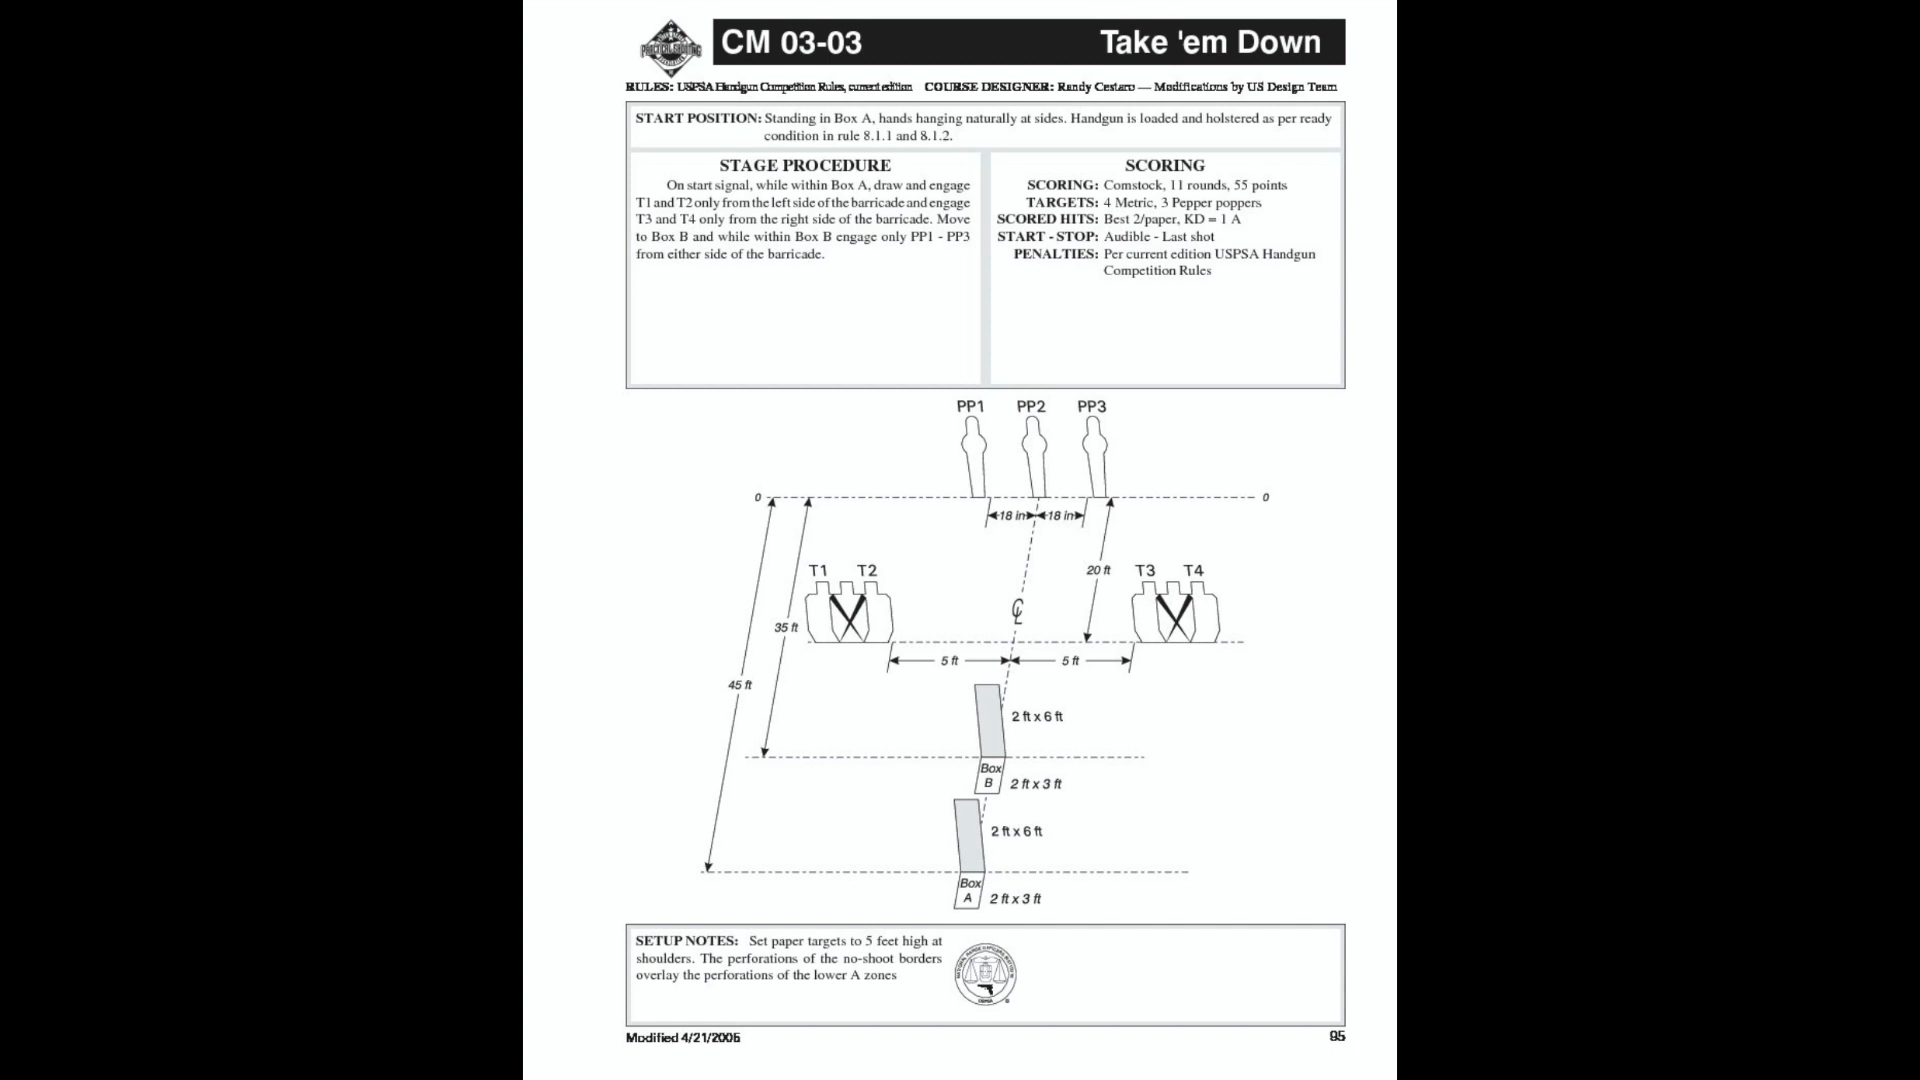 CM 03-03 Take 'em Down
PRACTICAL SHOOTING
RULES: USPSA Handgun Competition Rules, current edition COURSE DESIGNER: Randy Cestaro — Modifications by US Design Team
START POSITION: Standing in Box A, hands hanging naturally at sides. Handgun is loaded and holstered as per ready
condition in rule 8.1.1 and 8.1.2.
STAGE PROCEDURE
On start signal, while within Box A, draw and engage
T1 and T2 only from the left side of the barricade and engage
T3 and T4 only from the right side of the barricade. Move
to Box B and while within Box B engage only PP1 - PP3
from either side of the barricade.
SCORING
SCORING: Comstock, 11 rounds, 55 points
TARGETS: 4 Metric, 3 Pepper poppers
SCORED HITS: Best 2/paper, KD = 1 A
START - STOP: Audible - Last shot
PENALTIES: Per current edition USPSA Handgun
Competition Rules
PP1 PP2 PP3
0 0
18 in 18 in
T1 T2 20 ft T3 T4
35 ft
5 ft 5 ft
45 ft
2 ft x 6 ft
Box
B 2 ft x 3 ft
2 ft x 6 ft
Box
A 2 ft x 3 ft
SETUP NOTES: Set paper targets to 5 feet high at
shoulders. The perforations of the no-shoot borders
overlay the perforations of the lower A zones
Modified 4/21/2005 95